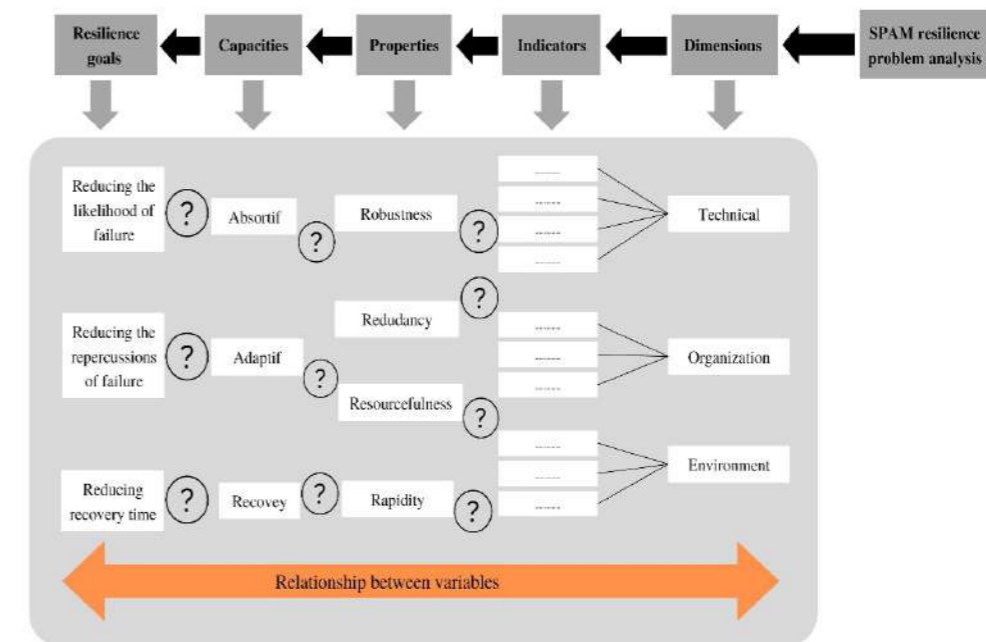 Resilience
goals
Capacities
Properties
Indicators
Dimensions
SPAM resilience
problem analysis
Reducing the
likelihood of
failure
?
Absortif
?
Robustness
?
-------
-------
-------
-------
Technical
Reducing the
repercussions
of failure
?
Adaptif
?
Redudancy
?
Resourcefulness
?
-------
-------
-------
Organization
Reducing
recovery time
?
Recovey
?
Rapidity
?
-------
-------
-------
Environment
Relationship between variables